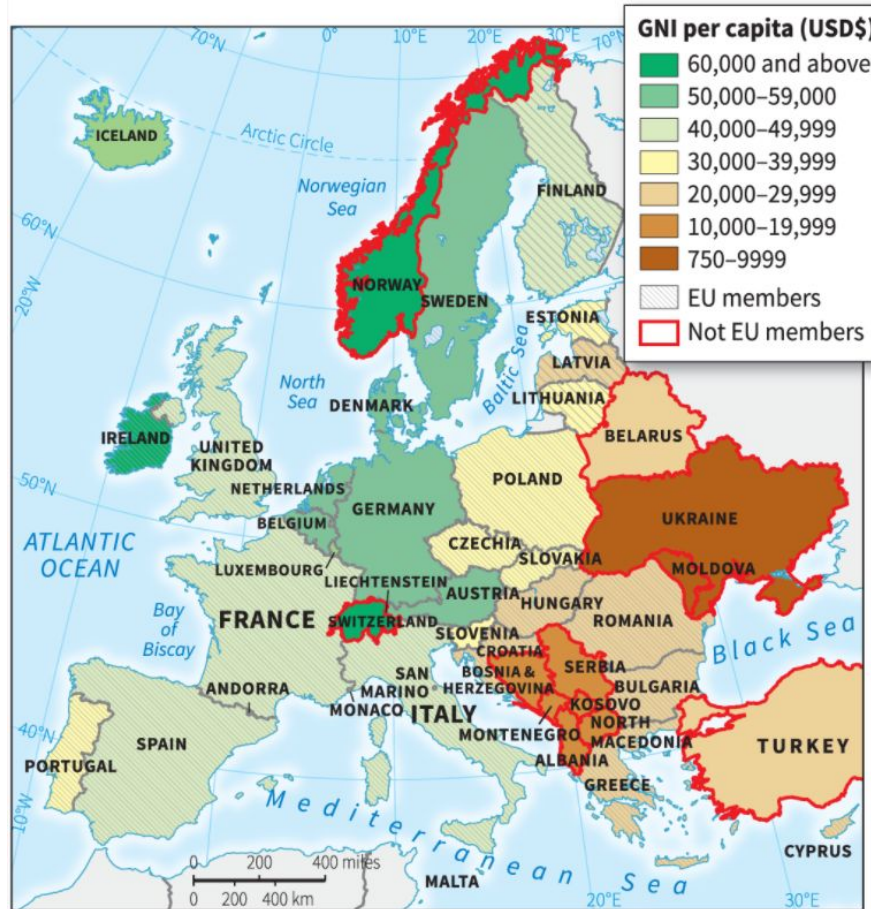 GNI per capita (USD$)
60,000 and above
50,000–59,000
40,000–49,999
30,000–39,999
20,000–29,999
10,000–19,999
750–9999
EU members
Not EU members
70°N
20°W
10°W
0°
10°E
20°E
30°E
70°N
ICELAND
Arctic Circle
Norwegian
Sea
FINLAND
60°N
20°W
NORWAY
SWEDEN
ESTONIA
Baltic Sea
LATVIA
North
Sea
DENMARK
LITHUANIA
IRELAND
UNITED
KINGDOM
BELARUS
NETHERLANDS
POLAND
50°N
GERMANY
BELGIUM
UKRAINE
ATLANTIC
OCEAN
CZECHIA
SLOVAKIA
LUXEMBOURG
MOLDOVA
LIECHTENSTEIN
AUSTRIA
HUNGARY
Bay
of
Biscay
FRANCE
SWITZERLAND
ROMANIA
SLOVENIA
CROATIA
Black Sea
BOSNIA &
HERZEGOVINA
SERBIA
SAN
MARINO
ANDORRA
MONACO
ITALY
BULGARIA
KOSOVO
MONTENEGRO
NORTH
MACEDONIA
40°N
SPAIN
TURKEY
PORTUGAL
ALBANIA
GREECE
10°W
Mediterranean Sea
0 200 400 miles
0 200 400 km
MALTA
CYPRUS
0°
10°E
20°E
30°E